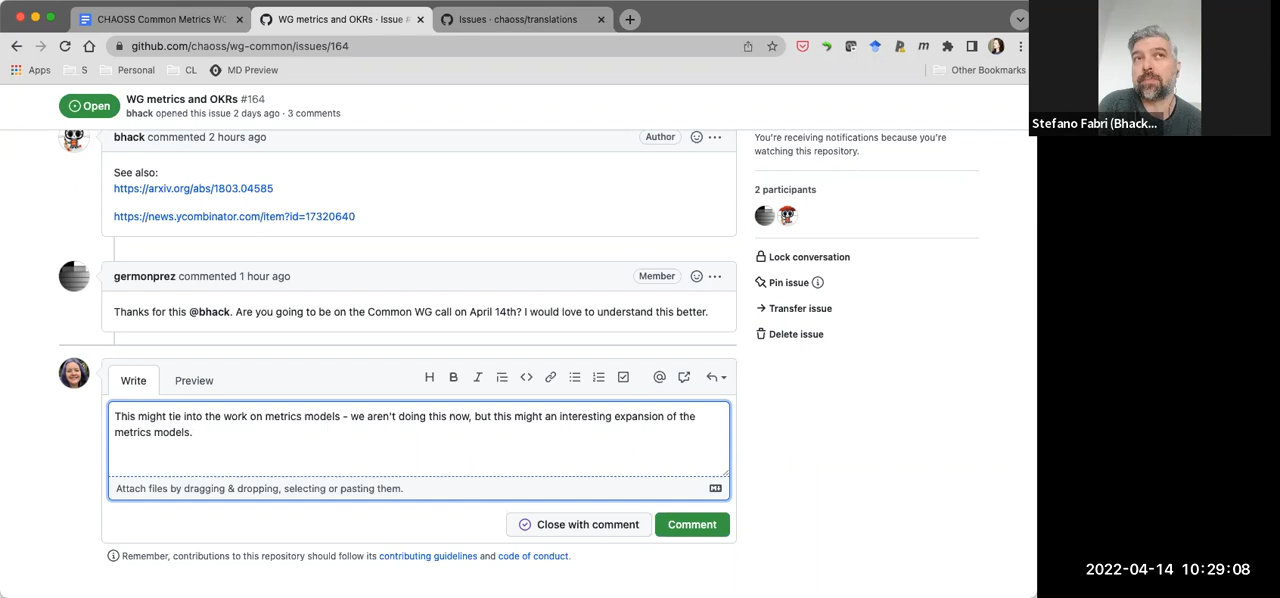 CHAOSS Common Metrics WG
WG metrics and OKRs · Issue #
Issues · chaoss/translations
github.com/chaoss/wg-common/issues/164
Apps
S
Personal
CL
MD Preview
Other Bookmarks
Open
WG metrics and OKRs #164
bhack opened this issue 2 days ago · 3 comments
bhack commented 2 hours ago
Author
See also:
https://arxiv.org/abs/1803.04585
https://news.ycombinator.com/item?id=17320640
germonprez commented 1 hour ago
Member
Thanks for this @bhack. Are you going to be on the Common WG call on April 14th? I would love to understand this better.
Write
Preview
This might tie into the work on metrics models - we aren't doing this now, but this might an interesting expansion of the
metrics models.
Attach files by dragging & dropping, selecting or pasting them.
Close with comment
Comment
Remember, contributions to this repository should follow its contributing guidelines and code of conduct.
You're receiving notifications because you're
watching this repository.
2 participants
Lock conversation
Pin issue
Transfer issue
Delete issue
Stefano Fabri (Bhack...
2022-04-14 10:29:08